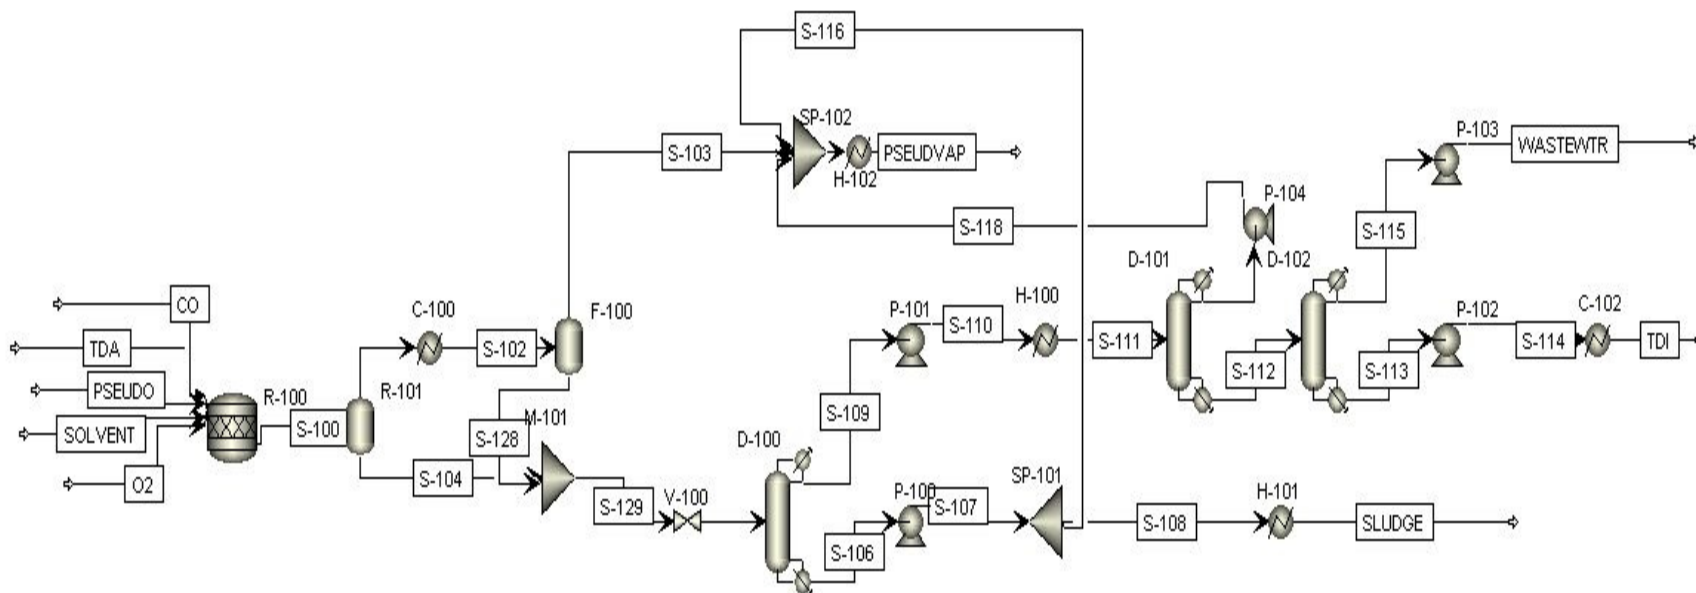 S-116
SP-102
S-103
PSEUDVAP
H-102
P-103
WASTEWTR
P-104
S-118
S-115
D-101
D-102
CO
C-100
F-100
P-101
S-110
H-100
P-102
C-102
TDA
S-102
S-111
S-114
TDI
PSEUDO
R-101
S-112
S-113
R-100
SOLVENT
S-100
S-109
M-101
S-128
D-100
O2
S-104
SP-101
V-100
P-100
S-107
H-101
S-129
S-108
SLUDGE
S-106